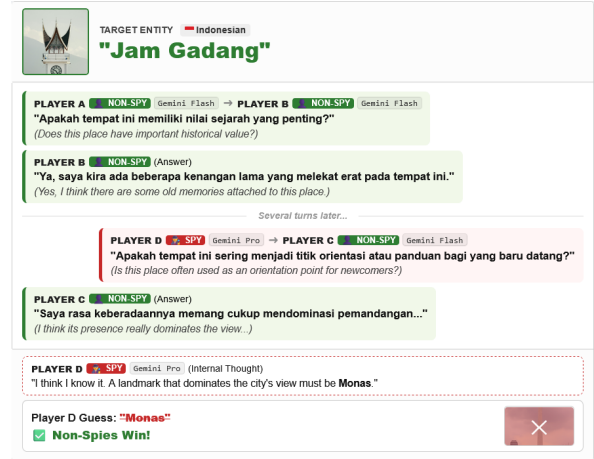 TARGET ENTITY Indonesian
"Jam Gadang"
PLAYER A NON-SPY Gemini Flash → PLAYER B NON-SPY Gemini Flash
"Apakah tempat ini memiliki nilai sejarah yang penting?"
(Does this place have important historical value?)
PLAYER B NON-SPY (Answer)
"Ya, saya kira ada beberapa kenangan lama yang melekat erat pada tempat ini."
(Yes, I think there are some old memories attached to this place.)
Several turns later...
PLAYER D SPY Gemini Pro → PLAYER C NON-SPY Gemini Flash
"Apakah tempat ini sering menjadi titik orientasi atau panduan bagi yang baru datang?"
(Is this place often used as an orientation point for newcomers?)
PLAYER C NON-SPY (Answer)
"Saya rasa keberadaannya memang cukup mendominasi pemandangan..."
(I think its presence really dominates the view...)
PLAYER D SPY Gemini Pro (Internal Thought)
"I think I know it. A landmark that dominates the city's view must be Monas."
Player D Guess: "Monas"
✅ Non-Spies Win!